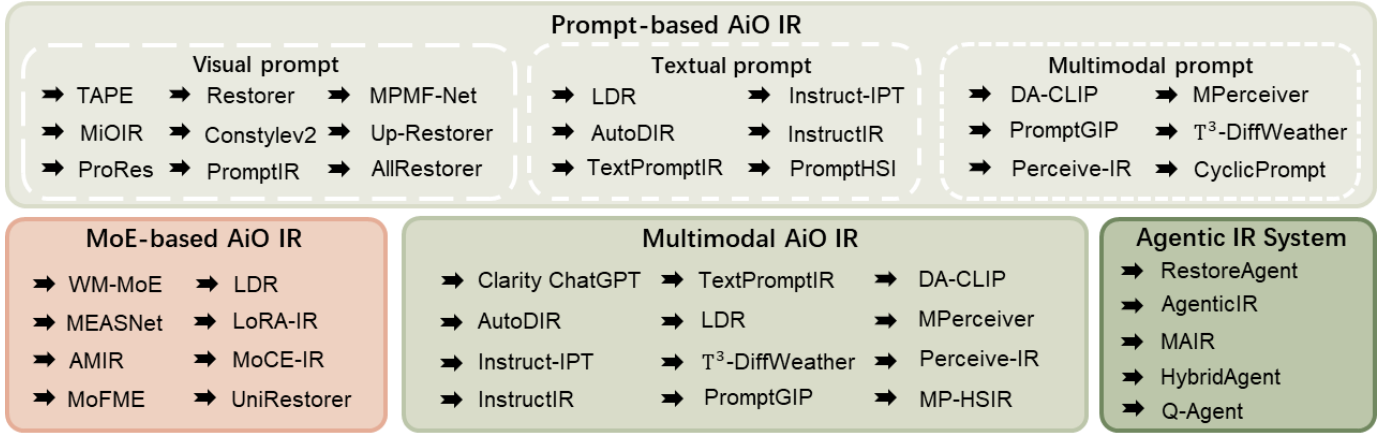 Prompt-based AiO IR
Visual prompt
TAPE
Restorer
MPMF-Net
MiOIR
Constylev2
Up-Restorer
ProRes
PromptIR
AllRestorer
Textual prompt
LDR
Instruct-IPT
AutoDIR
InstructIR
TextPromptIR
PromptHSI
Multimodal prompt
DA-CLIP
MPerceiver
PromptGIP
T³-DiffWeather
Perceive-IR
CyclicPrompt
MoE-based AiO IR
WM-MoE
LDR
MEASNet
LoRA-IR
AMIR
MoCE-IR
MoFME
UniRestorer
Multimodal AiO IR
Clarity ChatGPT
TextPromptIR
DA-CLIP
AutoDIR
LDR
MPerceiver
Instruct-IPT
T³-DiffWeather
Perceive-IR
InstructIR
PromptGIP
MP-HSIR
Agentic IR System
RestoreAgent
AgenticIR
MAIR
HybridAgent
Q-Agent